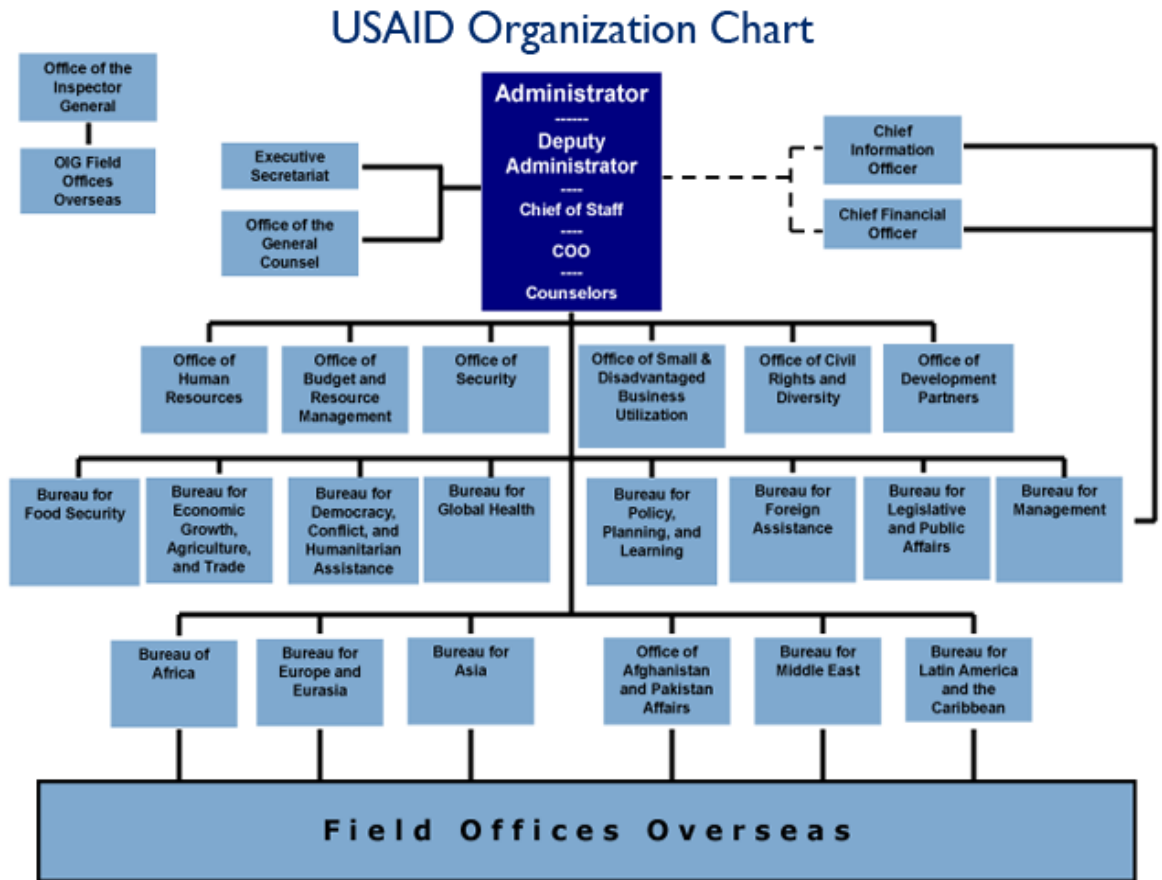 USAID Organization Chart
Office of the
Inspector
General
OIG Field
Offices
Overseas
Executive
Secretariat
Office of the
General
Counsel
Administrator
------
Deputy
Administrator
----
Chief of Staff
----
COO
----
Counselors
Chief
Information
Officer
Chief Financial
Officer
Office of
Human
Resources
Office of
Budget and
Resource
Management
Office of
Security
Office of Small &
Disadvantaged
Business
Utilization
Office of Civil
Rights and
Diversity
Office of
Development
Partners
Bureau for
Food Security
Bureau for
Economic
Growth,
Agriculture,
and Trade
Bureau for
Democracy,
Conflict, and
Humanitarian
Assistance
Bureau for
Global Health
Bureau for
Policy,
Planning, and
Learning
Bureau for
Foreign
Assistance
Bureau for
Legislative
and Public
Affairs
Bureau for
Management
Bureau of
Africa
Bureau for
Europe and
Eurasia
Bureau for
Asia
Office of
Afghanistan
and Pakistan
Affairs
Bureau for
Middle East
Bureau for
Latin America
and the
Caribbean
Field Offices Overseas